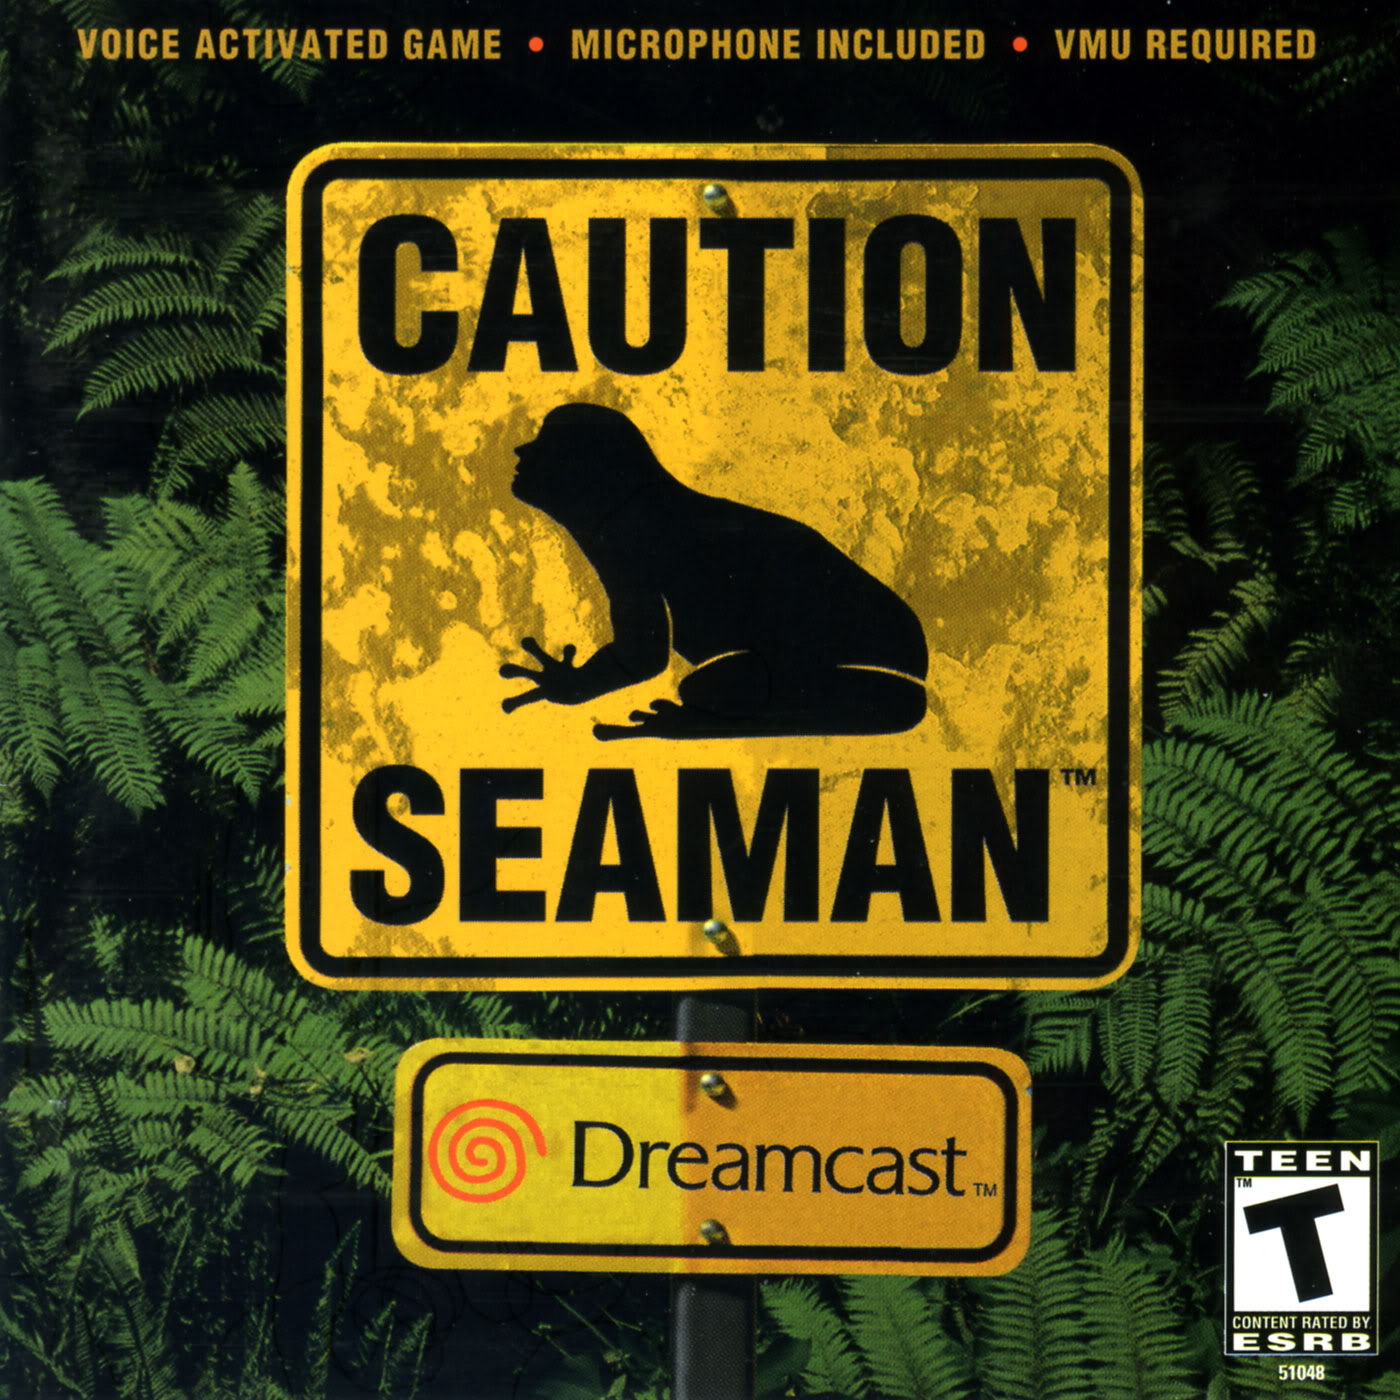 VOICE ACTIVATED GAME • MICROPHONE INCLUDED • VMU REQUIRED
CAUTION
SEAMAN™
Dreamcast™
TEEN
™
T
CONTENT RATED BY
ESRB
51048